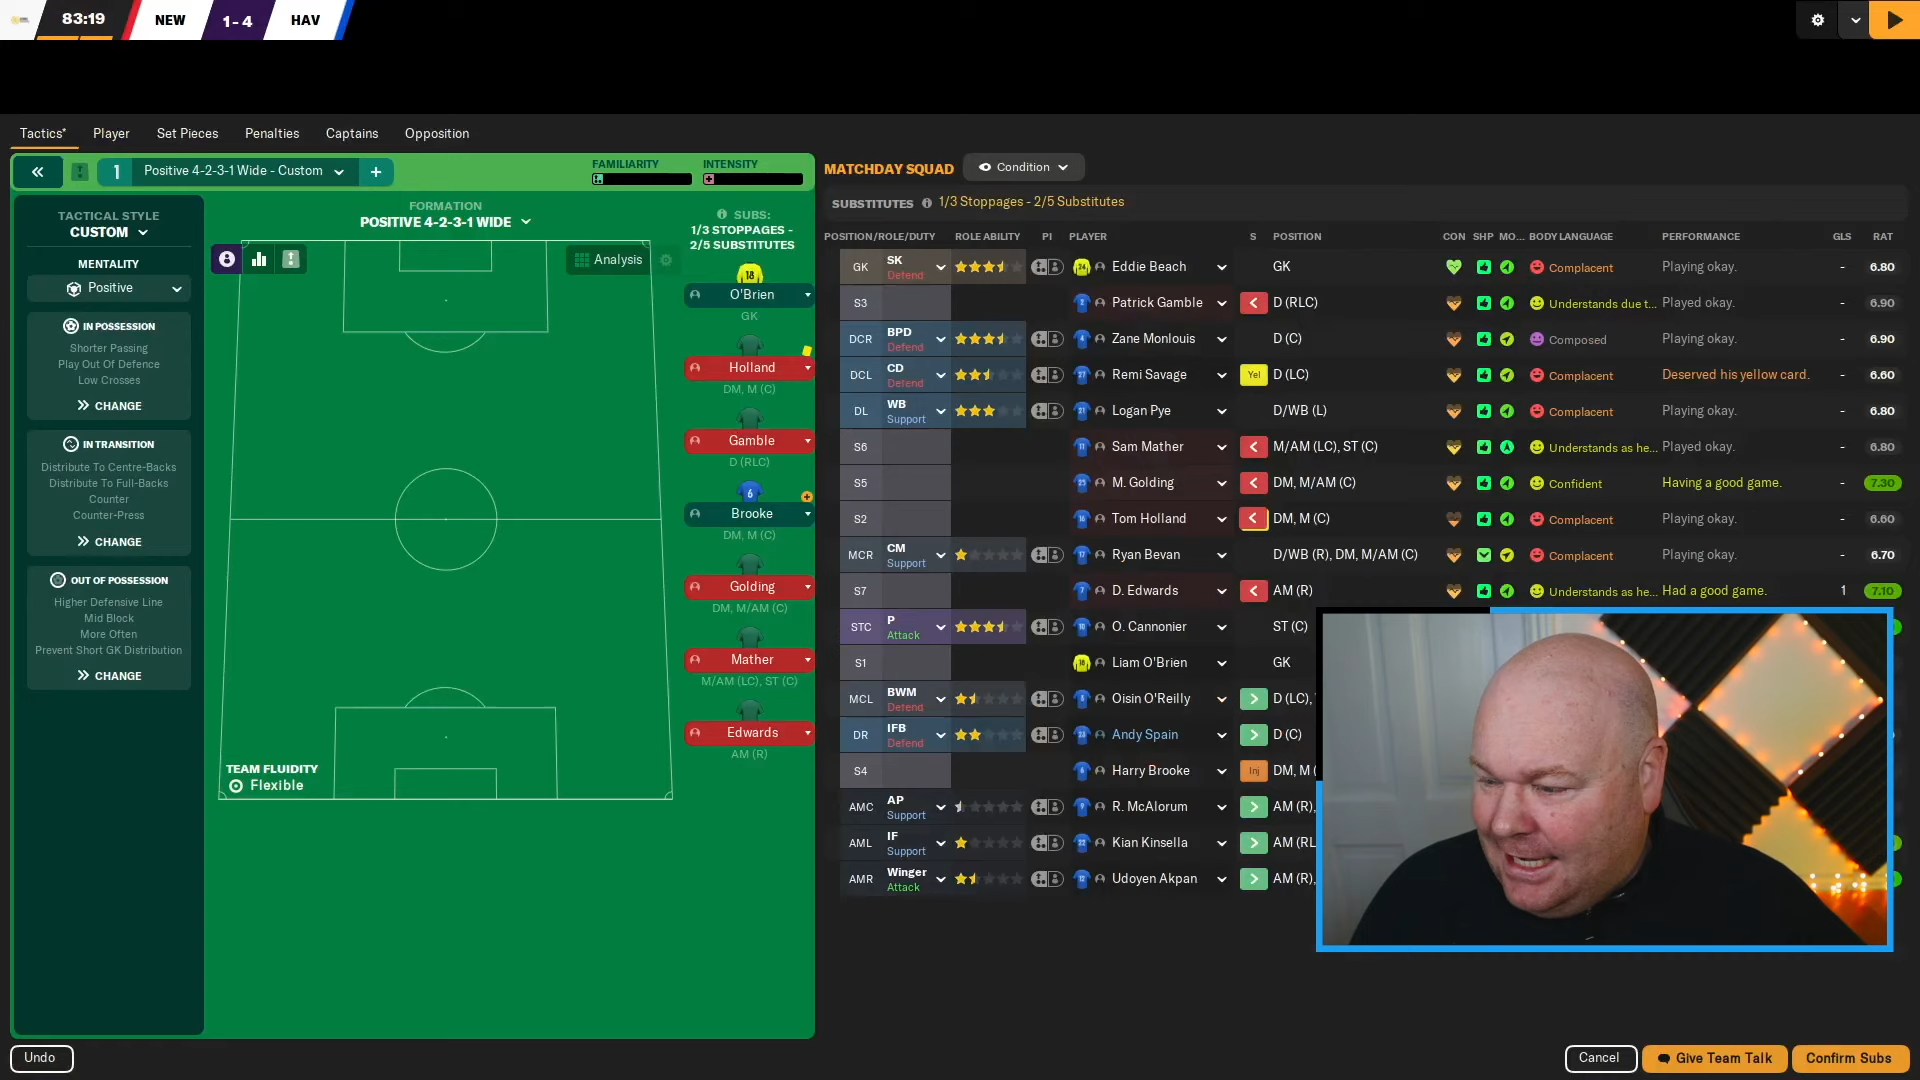 83:19 NEW 1 - 4 HAV
Tactics* Player Set Pieces Penalties Captains Opposition
1 Positive 4-2-3-1 Wide - Custom
FAMILIARITY INTENSITY
TACTICAL STYLE
CUSTOM
MENTALITY
Positive
IN POSSESSION
Shorter Passing
Play Out Of Defence
Low Crosses
CHANGE
IN TRANSITION
Distribute To Centre-Backs
Distribute To Full-Backs
Counter
Counter-Press
CHANGE
OUT OF POSSESSION
Higher Defensive Line
Mid Block
More Often
Prevent Short GK Distribution
CHANGE
FORMATION
POSITIVE 4-2-3-1 WIDE
Analysis
TEAM FLUIDITY
Flexible
SUBS:
1/3 STOPPAGES -
2/5 SUBSTITUTES
18
O'Brien
GK
Holland
DM, M (C)
Gamble
D (RLC)
6
Brooke
DM, M (C)
Golding
DM, M/AM (C)
Mather
M/AM (LC), ST (C)
Edwards
AM (R)
MATCHDAY SQUAD Condition
SUBSTITUTES 1/3 Stoppages - 2/5 Substitutes
POSITION/ROLE/DUTY ROLE ABILITY PI PLAYER S POSITION CON SHP MO... BODY LANGUAGE PERFORMANCE GLS RAT
GK SK Defend Eddie Beach GK Complacent Playing okay. - 6.80
S3 Patrick Gamble D (RLC) Understands due t... Played okay. - 6.90
DCR BPD Defend Zane Monlouis D (C) Composed Playing okay. - 6.90
DCL CD Defend Remi Savage Yel D (LC) Complacent Deserved his yellow card. - 6.60
DL WB Support Logan Pye D/WB (L) Complacent Playing okay. - 6.80
S6 Sam Mather M/AM (LC), ST (C) Understands as he... Played okay. - 6.80
S5 M. Golding DM, M/AM (C) Confident Having a good game. - 7.30
S2 Tom Holland DM, M (C) Complacent Playing okay. - 6.60
MCR CM Support Ryan Bevan D/WB (R), DM, M/AM (C) Complacent Playing okay. - 6.70
S7 D. Edwards AM (R) Understands as he... Had a good game. 1 7.10
STC P Attack O. Cannonier ST (C)
S1 Liam O'Brien GK
MCL BWM Defend Oisin O'Reilly D (LC),
DR IFB Defend Andy Spain D (C)
S4 Harry Brooke Inj DM, M (
AMC AP Support R. McAlorum AM (R),
AML IF Support Kian Kinsella AM (RL
AMR Winger Attack Udoyen Akpan AM (R),
Undo Cancel Give Team Talk Confirm Subs